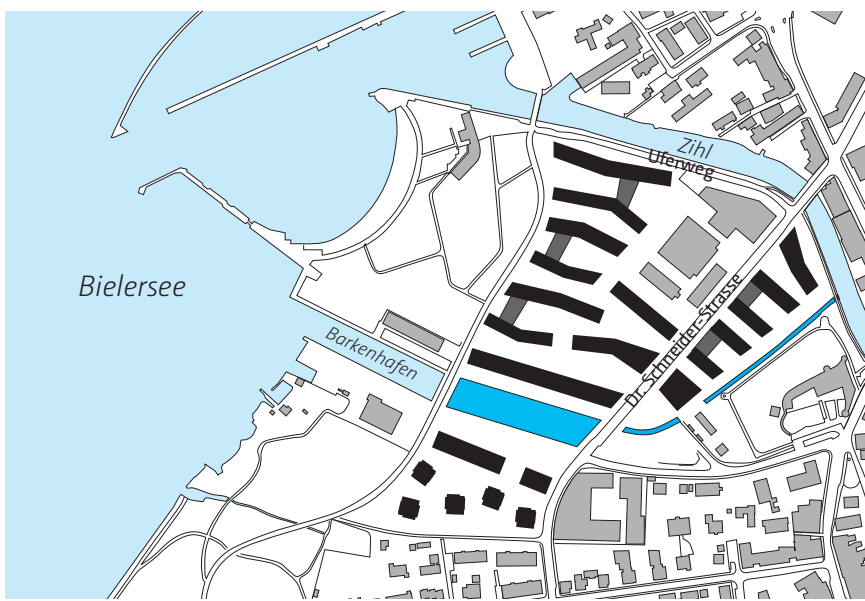 Zihl
Uferweg
Bielersee
Dr. Schneider-Strasse
Barkenhafen